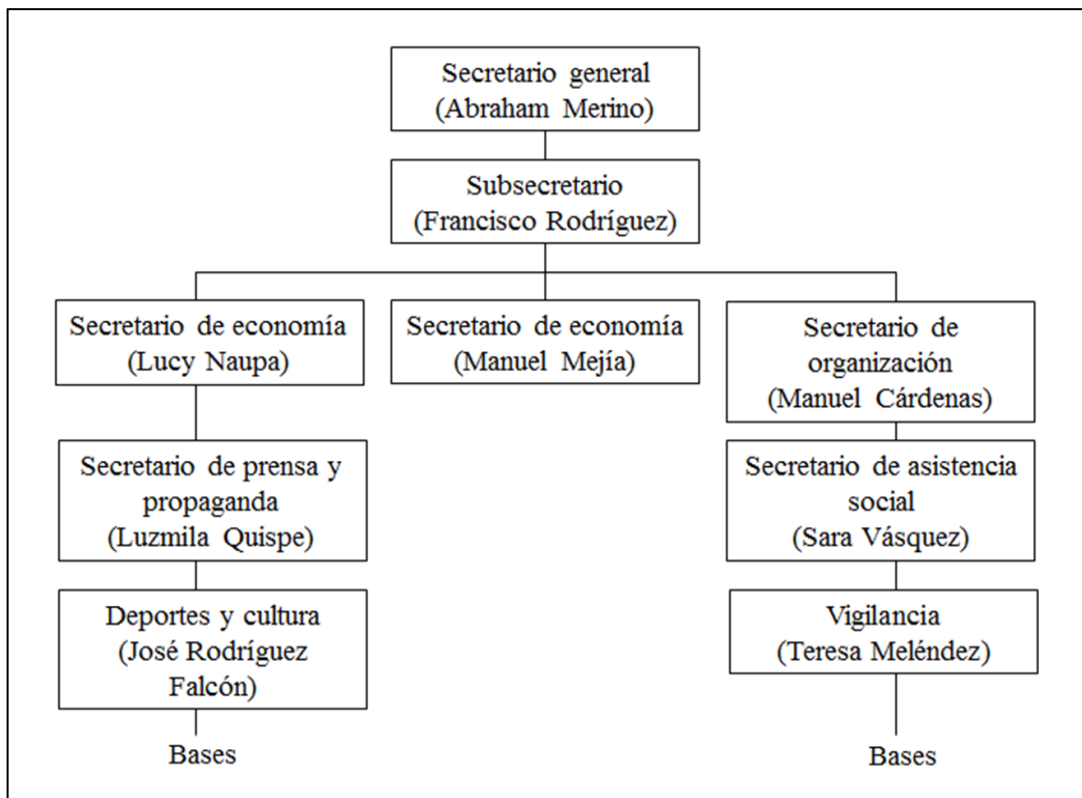 Secretario general
(Abraham Merino)
Subsecretario
(Francisco Rodríguez)
Secretario de economía
(Lucy Naupa)
Secretario de economía
(Manuel Mejía)
Secretario de
organización
(Manuel Cárdenas)
Secretario de prensa y
propaganda
(Luzmila Quispe)
Secretario de asistencia
social
(Sara Vásquez)
Deportes y cultura
(José Rodríguez
Falcón)
Vigilancia
(Teresa Meléndez)
Bases
Bases